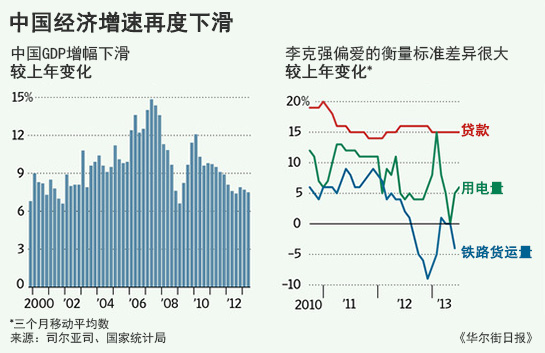 中国经济增速再度下滑
中国GDP增幅下滑
较上年变化
15%
12
9
6
3
0
2000 '02 '04 '06 '08 '10 '12
李克强偏爱的衡量标准差异很大
较上年变化*
20%
15
10
5
0
-5
-10
贷款
用电量
铁路货运量
2010 '11 '12 '13
*三个月移动平均数
来源：司尔亚司、国家统计局
《华尔街日报》